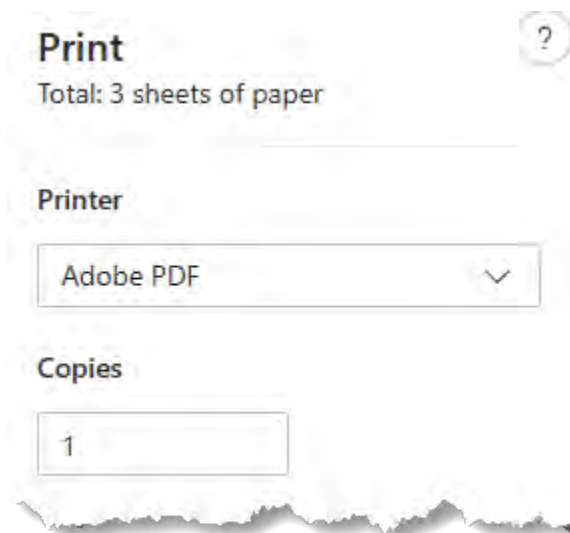 Print
?
Total: 3 sheets of paper
Printer
Adobe PDF
Copies
1